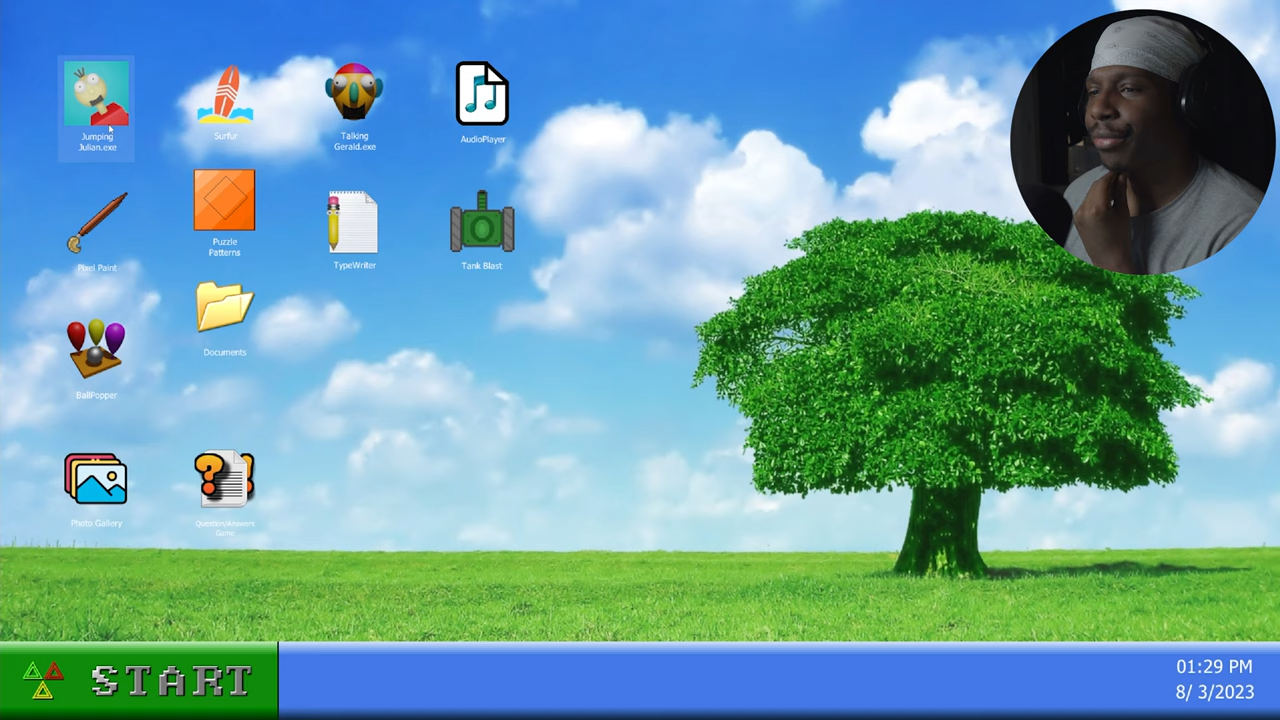 Jumping
Julian.exe
Surfur
Talking
Gerald.exe
AudioPlayer
Pixel Paint
Puzzle
Patterns
TypeWriter
Tank Blast
BallPopper
Documents
Photo Gallery
Question/Answers
Game
START
01:29 PM
8/ 3/2023